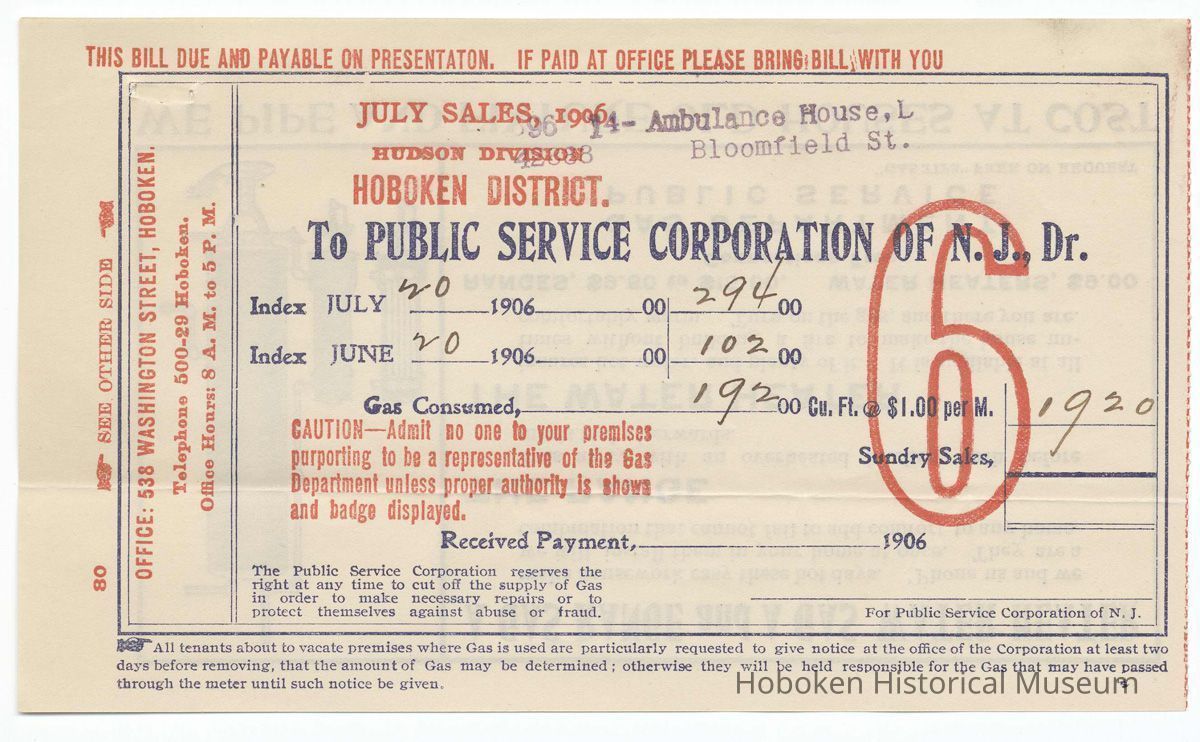 THIS BILL DUE AND PAYABLE ON PRESENTATON. IF PAID AT OFFICE PLEASE BRING BILL WITH YOU
JULY SALES, 1906.
96 14- Ambulance House, L
HUDSON DIVISION
Bloomfield St.
HOBOKEN DISTRICT.
To PUBLIC SERVICE CORPORATION OF N. J., Dr.
6
Index JULY 20 1906 00 294 00
Index JUNE 20 1906 00 102 00
Gas Consumed, 192 00 Cu. Ft. @ $1.00 per M. 1920
Sundry Sales,
CAUTION—Admit no one to your premises
purporting to be a representative of the Gas
Department unless proper authority is shows
and badge displayed.
Received Payment, 1906
The Public Service Corporation reserves the
right at any time to cut off the supply of Gas
in order to make necessary repairs or to
protect themselves against abuse or fraud.
For Public Service Corporation of N. J.
All tenants about to vacate premises where Gas is used are particularly requested to give notice at the office of the Corporation at least two
days before removing, that the amount of Gas may be determined; otherwise they will be held responsible for the Gas that may have passed
through the meter until such notice be given.
80 SEE OTHER SIDE
OFFICE: 538 WASHINGTON STREET, HOBOKEN.
Telephone 500-29 Hoboken.
Office Hours: 8 A. M. to 5 P. M.
Hoboken Historical Museum